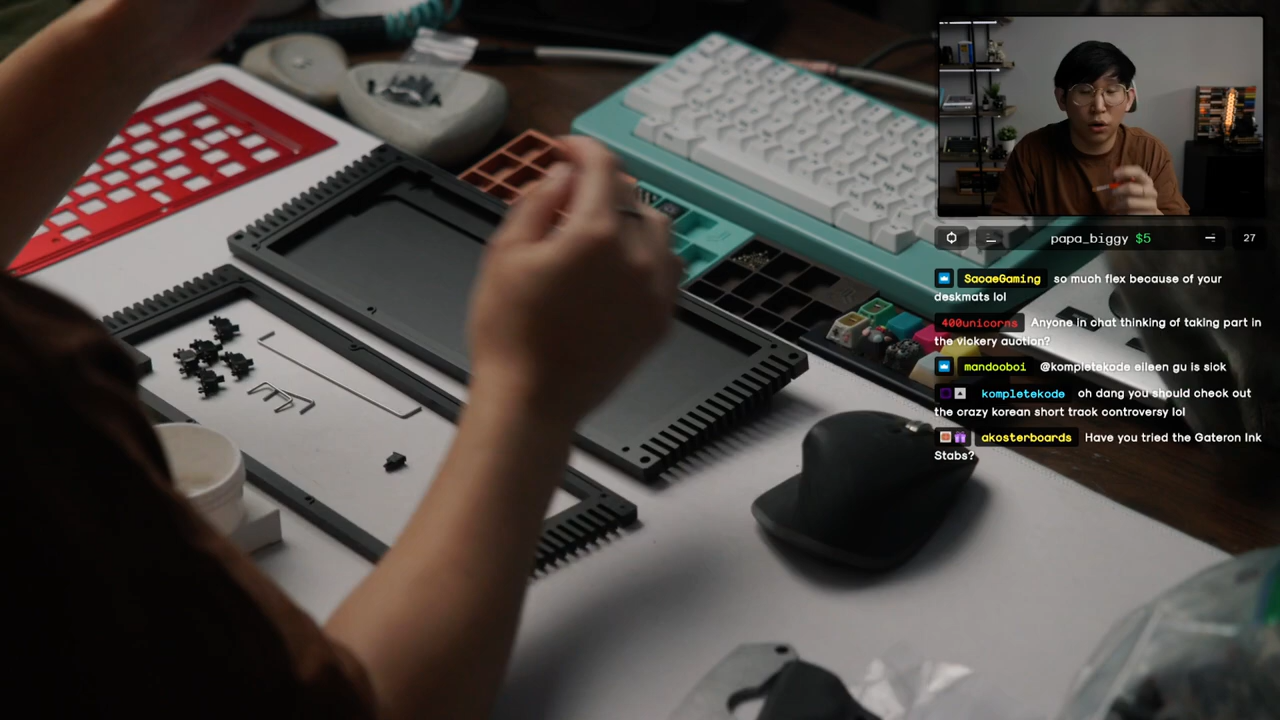 papa_biggy $5
27
SaoaeGaming so much flex because of your
deskmats lol
400unicorns Anyone in chat thinking of taking part in
the vickery auction?
mandooboi @kompletekode eileen gu is sick
kompletekode oh dang you should check out
the crazy korean short track controversy lol
akosterboards Have you tried the Gateron Ink
Stabs?